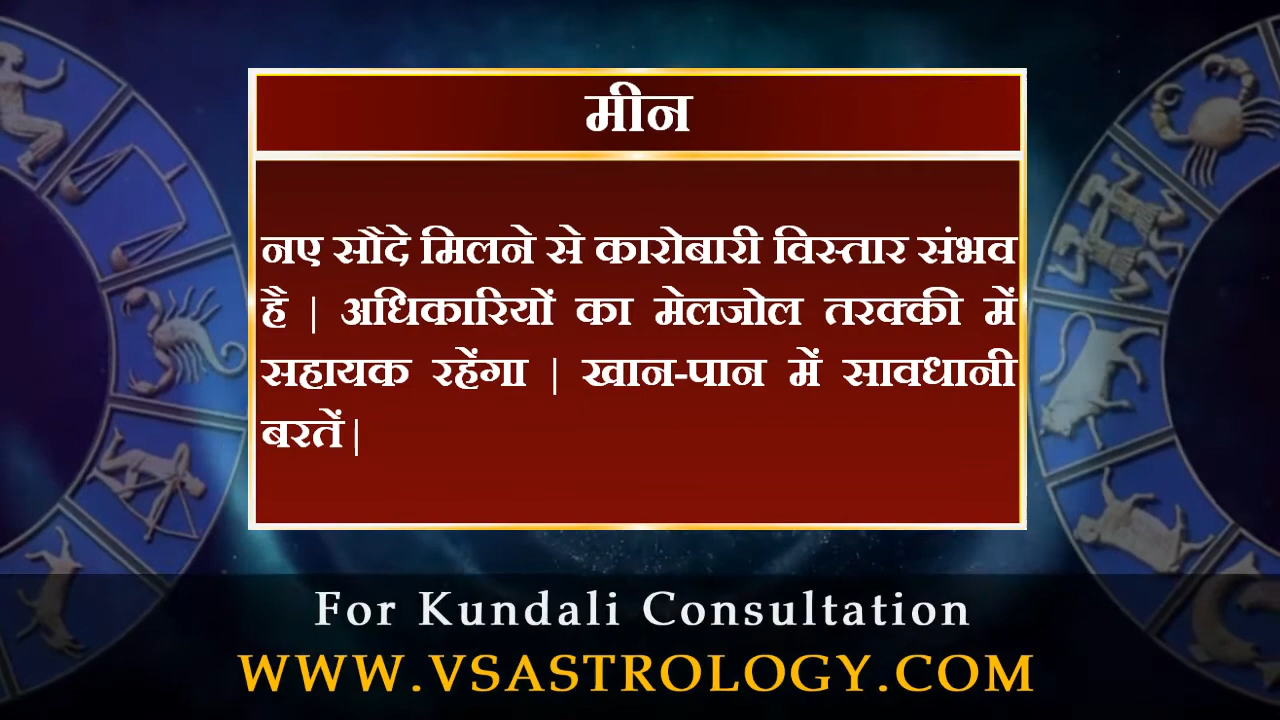 मीन
नए सौदे मिलने से कारोबारी विस्तार संभव
है | अधिकारियों का मेलजोल तरक्की में
सहायक रहेंगा | खान-पान में सावधानी
बरतें|
For Kundali Consultation
WWW.VSASTROLOGY.COM